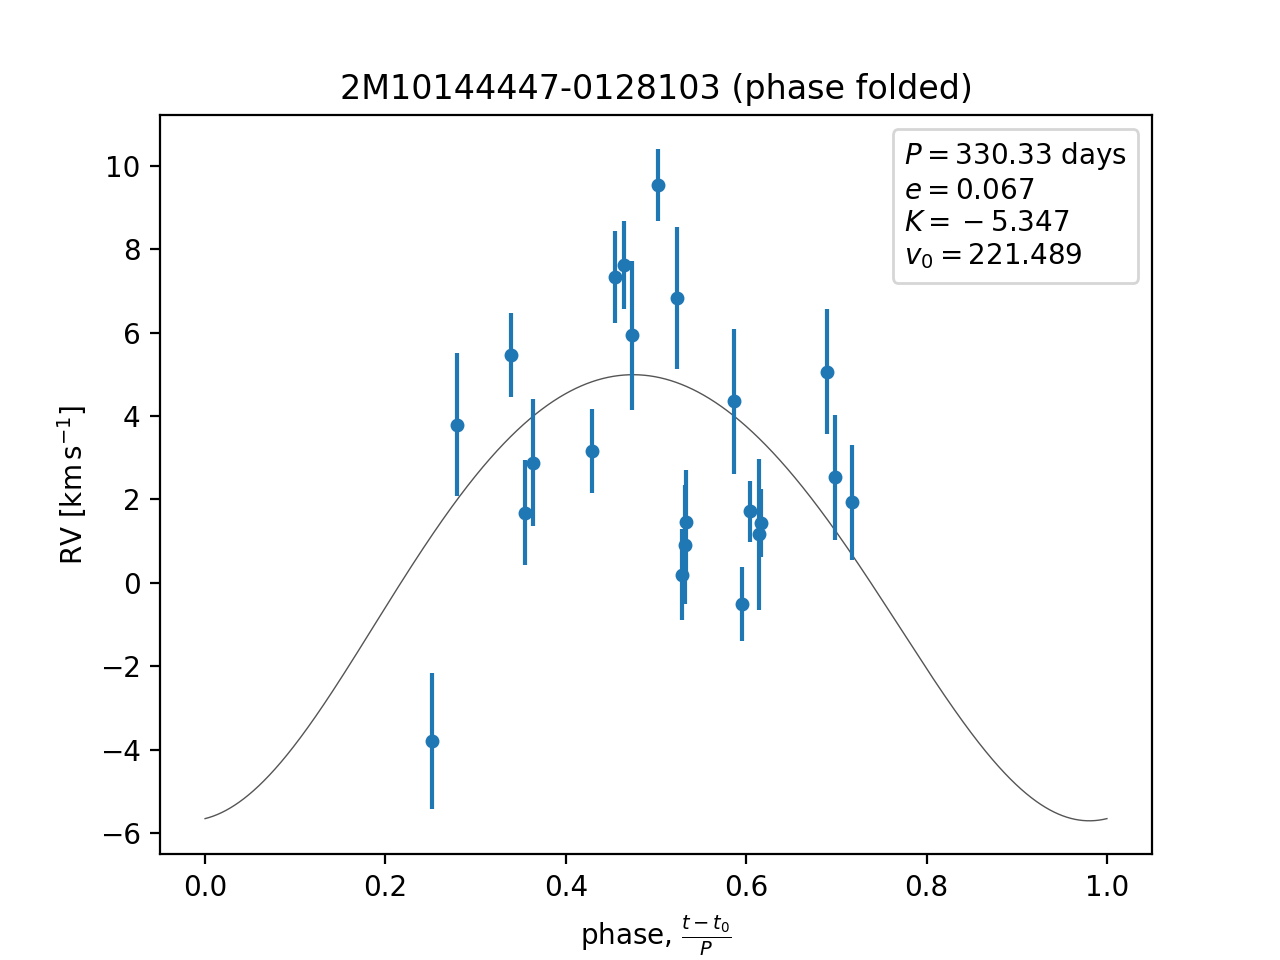 2M10144447-0128103 (phase folded)
P = 330.33 days
e = 0.067
K = −5.347
v₀ = 221.489
10
8
6
4
2
0
−2
−4
−6
RV [km s⁻¹]
0.0 0.2 0.4 0.6 0.8 1.0
phase, (t − t₀)/P